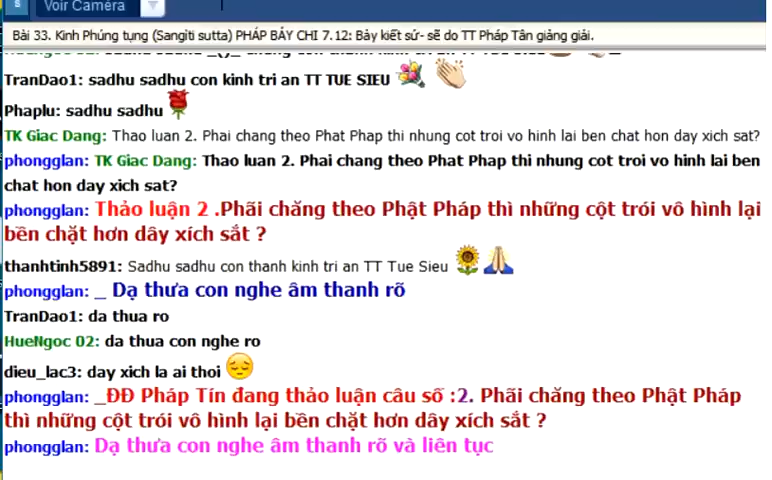 s Voir Caméra
Bài 33. Kinh Phúng tụng (Sangiti sutta) PHÁP BẢY CHI 7.12: Bảy kiết sử- sẽ do TT Pháp Tân giảng giải.
TranDao1: sadhu sadhu con kinh tri an TT TUE SIEU
Phaplu: sadhu sadhu
TK Giac Dang: Thao luan 2. Phai chang theo Phat Phap thi nhung cot troi vo hinh lai ben chat hon day xich sat?
phongglan: TK Giac Dang: Thao luan 2. Phai chang theo Phat Phap thi nhung cot troi vo hinh lai ben
chat hon day xich sat?
phongglan: Thảo luận 2 .Phãi chăng theo Phật Pháp thì những cột trói vô hình lại
bền chặt hơn dây xích sắt ?
thanhtinh5891: Sadhu sadhu con thanh kinh tri an TT Tue Sieu
phongglan: _ Dạ thưa con nghe âm thanh rõ
TranDao1: da thua ro
HueNgoc 02: da thua con nghe ro
dieu_lac3: day xich la ai thoi
phongglan: _ĐĐ Pháp Tín đang thảo luận câu số :2. Phãi chăng theo Phật Pháp
thì những cột trói vô hình lại bền chặt hơn dây xích sắt ?
phongglan: Dạ thưa con nghe âm thanh rõ và liên tục